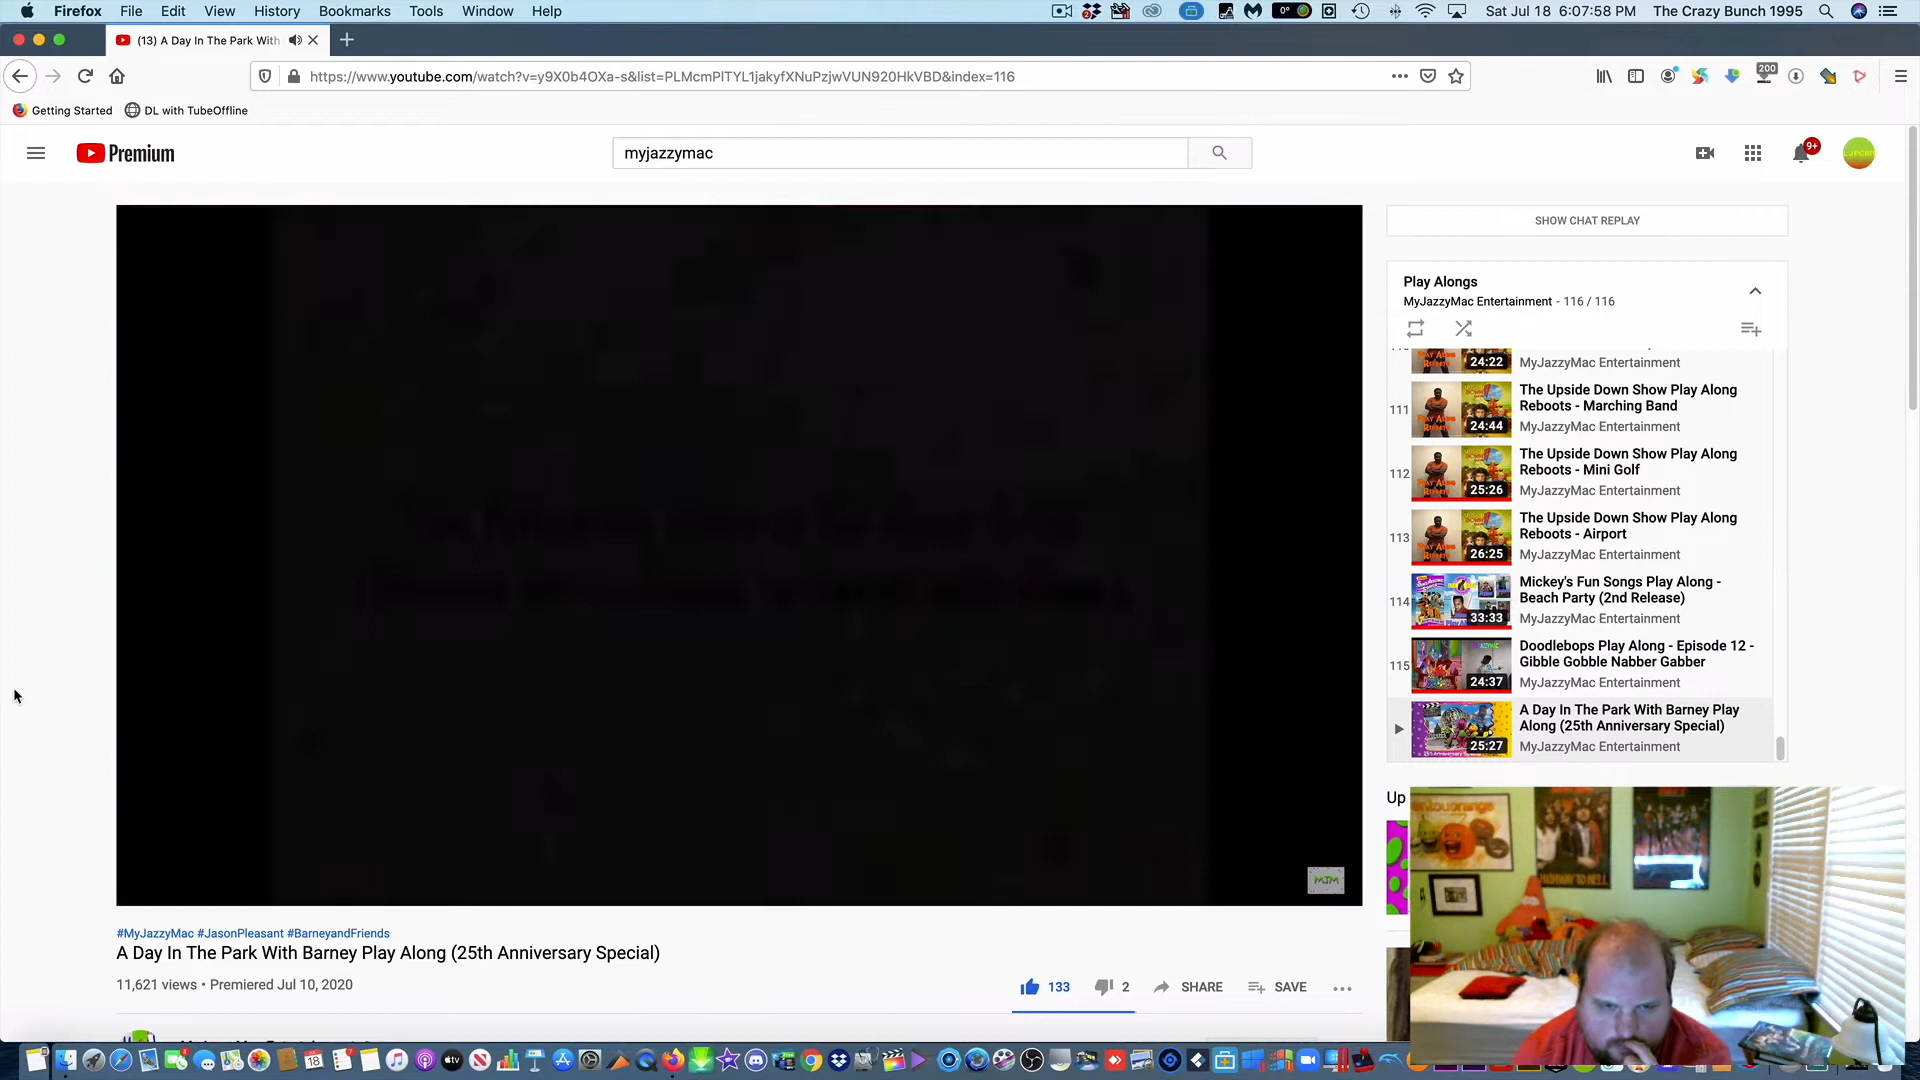 Firefox File Edit View History Bookmarks Tools Window Help
0°
Sat Jul 18 6:07:58 PM The Crazy Bunch 1995
(13) A Day In The Park With
https://www.youtube.com/watch?v=y9X0b4OXa-s&list=PLMcmPlTYL1jakyfXNuPzjwVUN920HkVBD&index=116
200
Getting Started DL with TubeOffline
Premium
myjazzymac
9+
SHOW CHAT REPLAY
Play Alongs
MyJazzyMac Entertainment - 116 / 116
24:22
MyJazzyMac Entertainment
111
The Upside Down Show Play Along
Reboots - Marching Band
24:44
MyJazzyMac Entertainment
112
The Upside Down Show Play Along
Reboots - Mini Golf
25:26
MyJazzyMac Entertainment
113
The Upside Down Show Play Along
Reboots - Airport
26:25
MyJazzyMac Entertainment
114
Mickey's Fun Songs Play Along -
Beach Party (2nd Release)
33:33
MyJazzyMac Entertainment
115
Doodlebops Play Along - Episode 12 -
Gibble Gobble Nabber Gabber
24:37
MyJazzyMac Entertainment
A Day In The Park With Barney Play
Along (25th Anniversary Special)
25:27
MyJazzyMac Entertainment
Up
MJM
#MyJazzyMac #JasonPleasant #BarneyandFriends
A Day In The Park With Barney Play Along (25th Anniversary Special)
11,621 views • Premiered Jul 10, 2020
133 2 SHARE SAVE